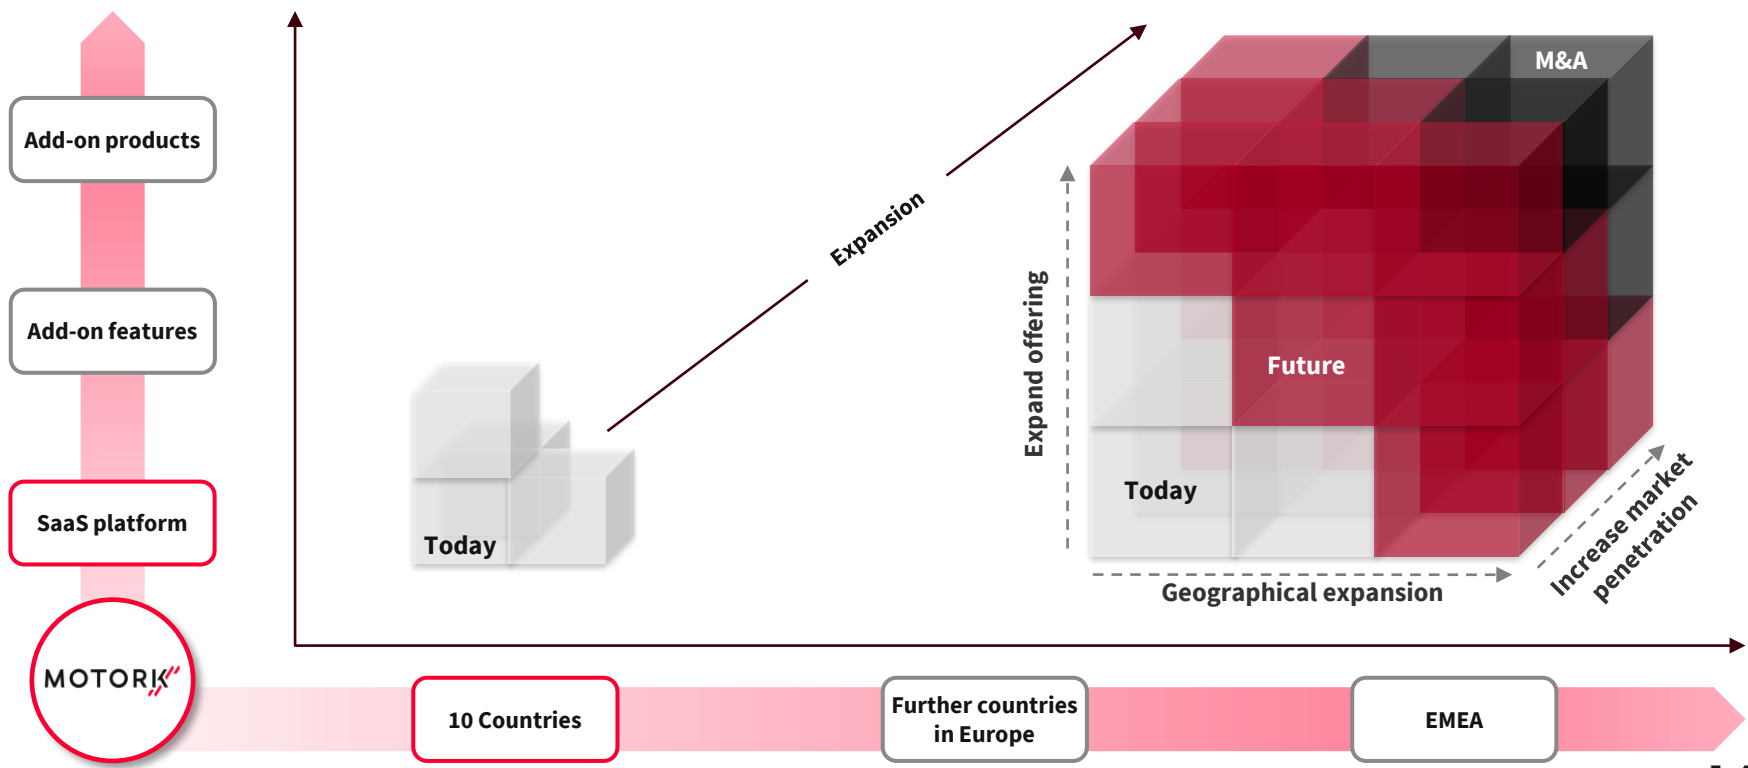 Add-on products
Add-on features
SaaS platform
MOTORK
Expansion
Today
M&A
Future
Today
Expand offering
Geographical expansion
Increase market
penetration
10 Countries
Further countries
in Europe
EMEA